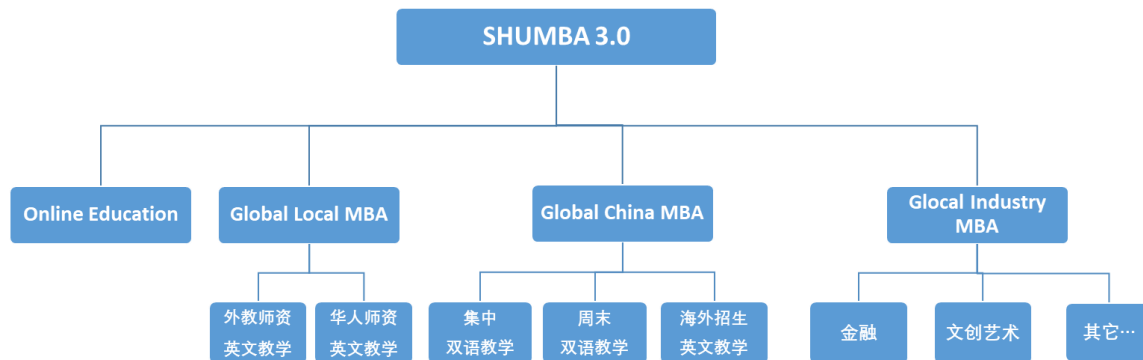 SHUMBA 3.0
Online Education
Global Local MBA
Global China MBA
Glocal Industry
MBA
外教师资
英文教学
华人师资
英文教学
集中
双语教学
周末
双语教学
海外招生
英文教学
金融
文创艺术
其它…